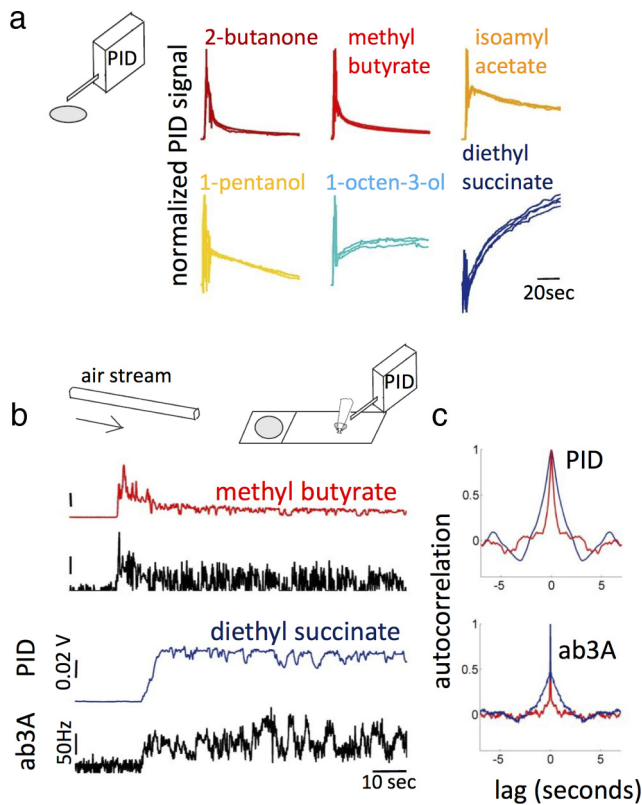 a
PID
normalized PID signal
2-butanone
methyl
butyrate
isoamyl
acetate
1-pentanol
1-octen-3-ol
diethyl
succinate
20sec
b
air stream
PID
methyl butyrate
diethyl succinate
PID
0.02 V
ab3A
50Hz
10 sec
c
autocorrelation
PID
1
0.5
0
-5
0
5
ab3A
1
0.5
0
-5
0
5
lag (seconds)